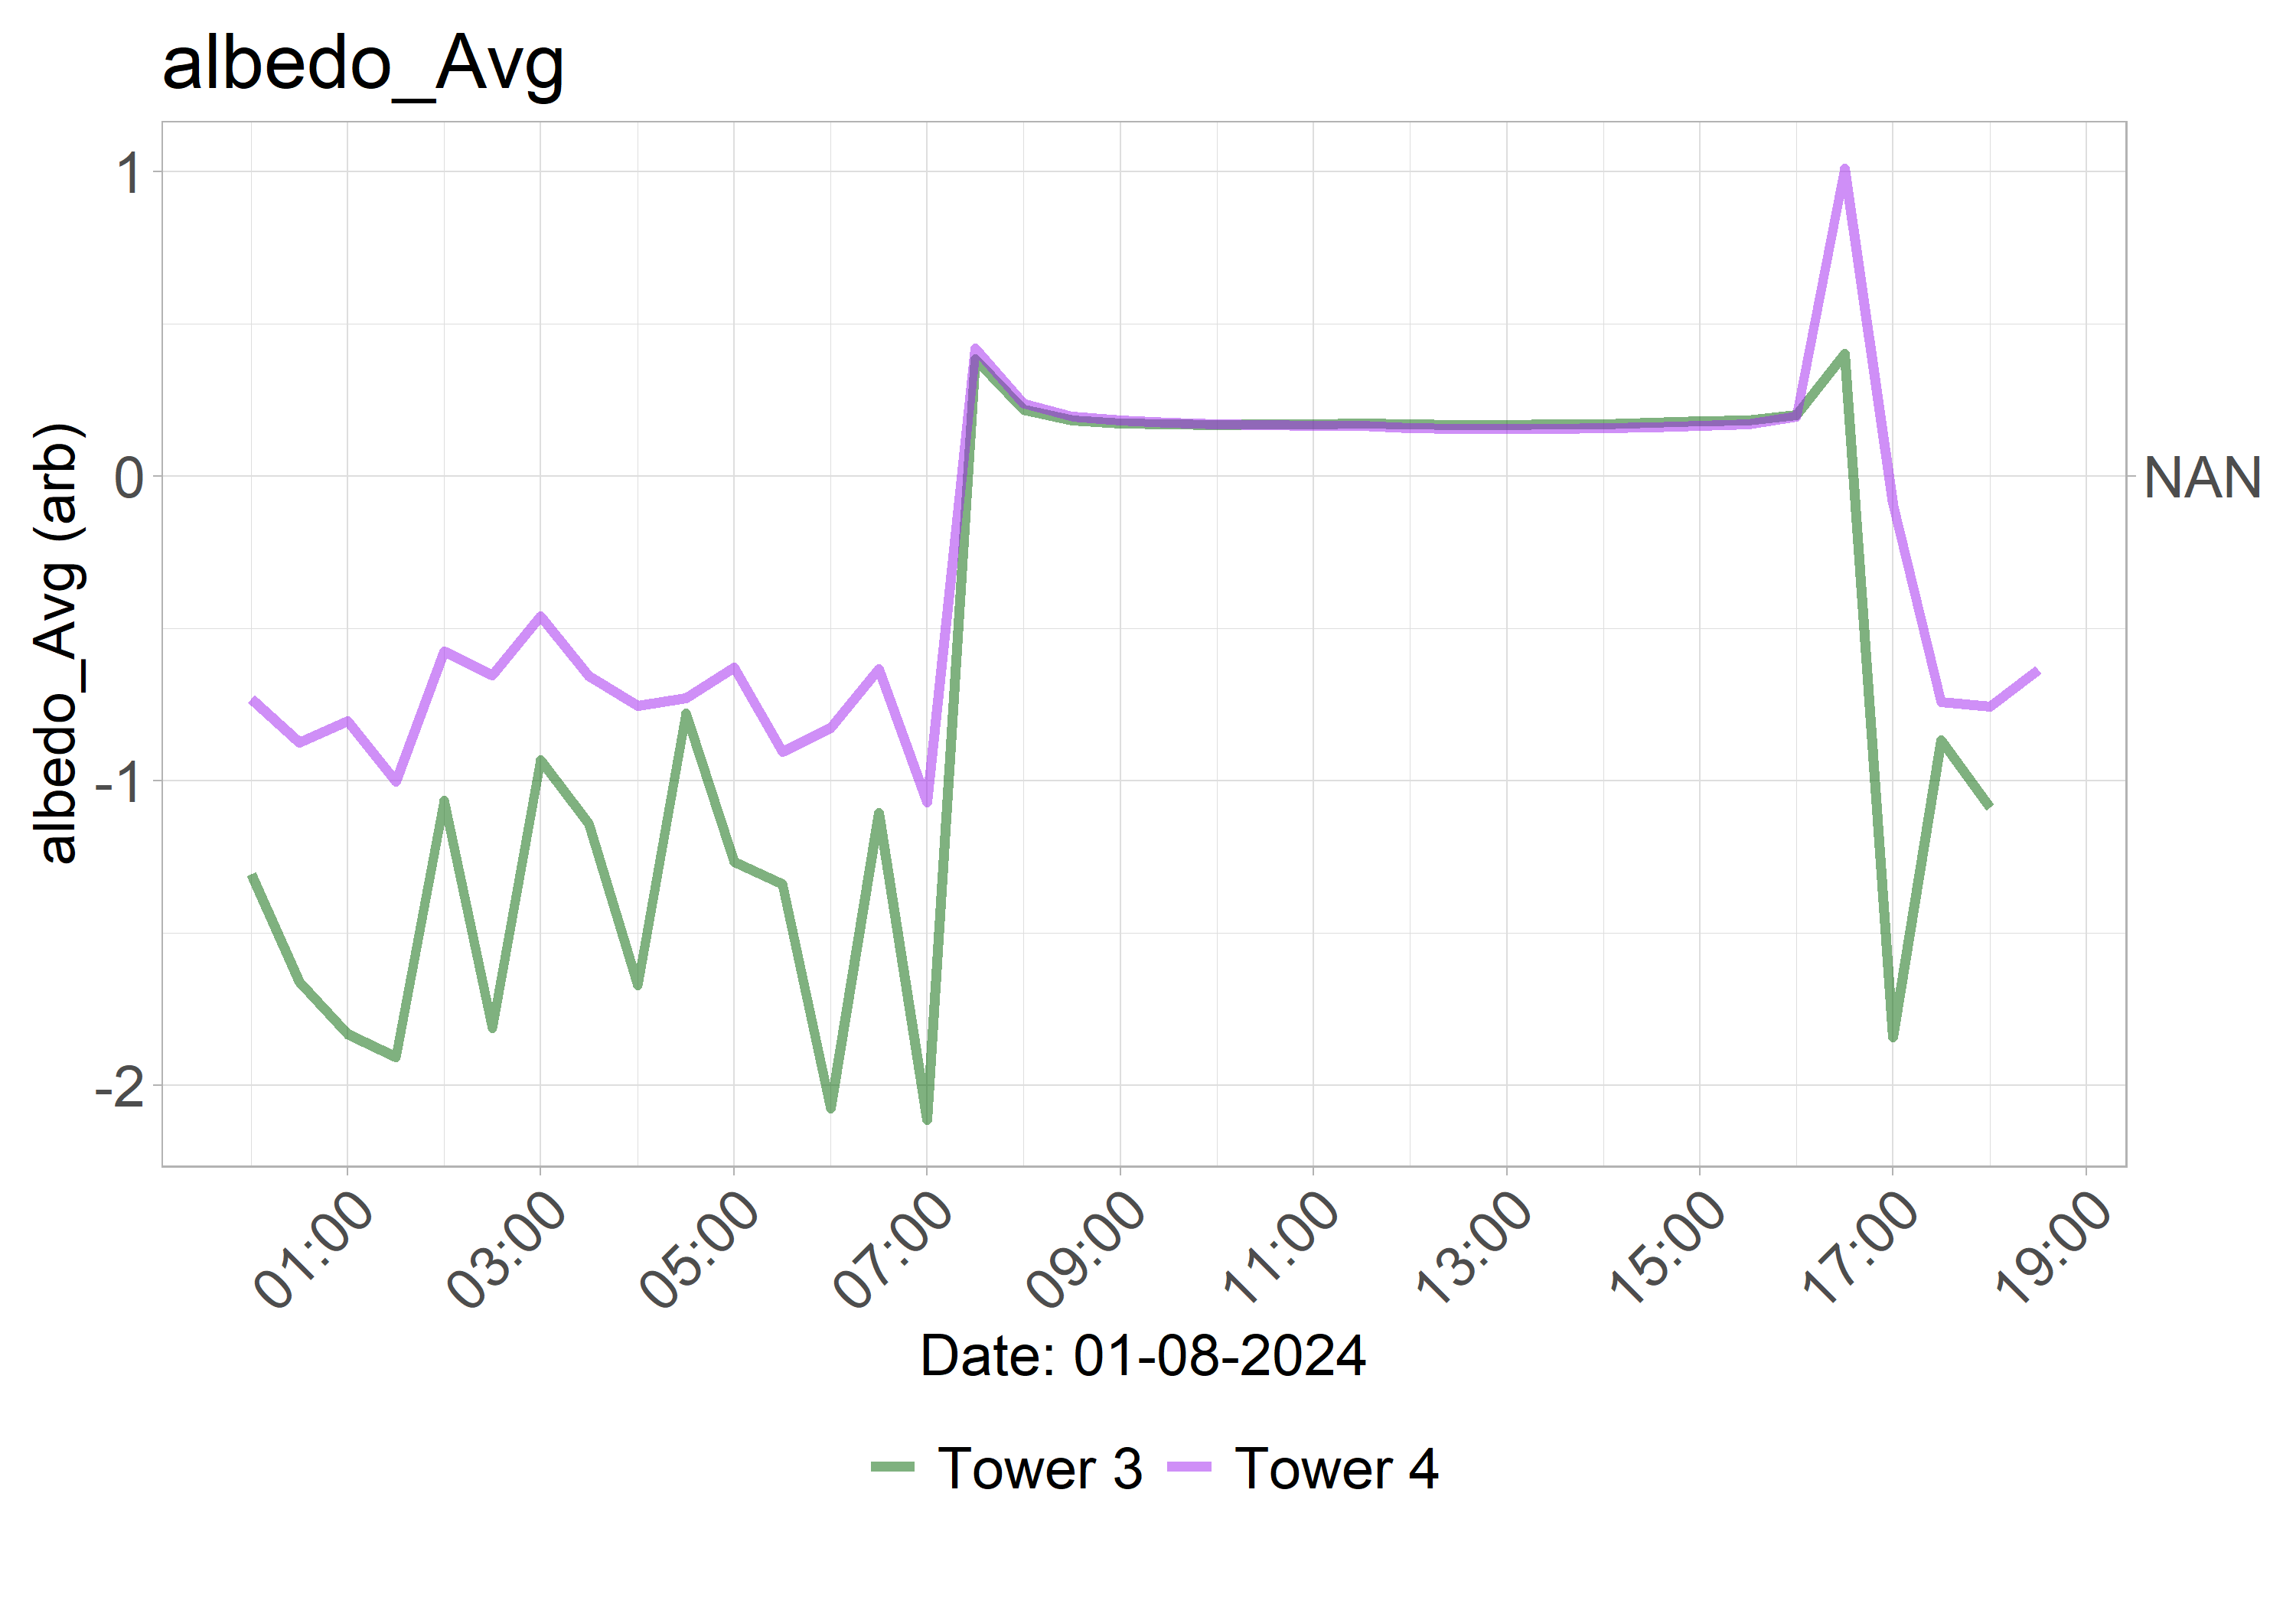 albedo_Avg
albedo_Avg (arb)
1
0
-1
-2
NAN
01:00 03:00 05:00 07:00 09:00 11:00 13:00 15:00 17:00 19:00
Date: 01-08-2024
Tower 3 Tower 4